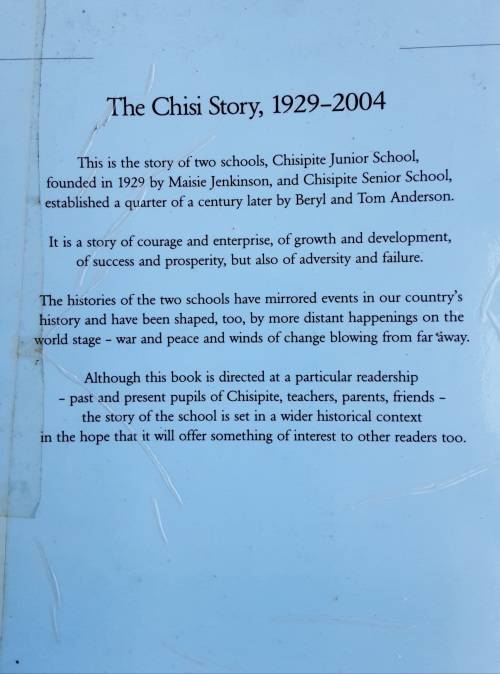 The Chisi Story, 1929–2004
This is the story of two schools, Chisipite Junior School,
founded in 1929 by Maisie Jenkinson, and Chisipite Senior School,
established a quarter of a century later by Beryl and Tom Anderson.
It is a story of courage and enterprise, of growth and development,
of success and prosperity, but also of adversity and failure.
The histories of the two schools have mirrored events in our country's
history and have been shaped, too, by more distant happenings on the
world stage – war and peace and winds of change blowing from far away.
Although this book is directed at a particular readership
– past and present pupils of Chisipite, teachers, parents, friends –
the story of the school is set in a wider historical context
in the hope that it will offer something of interest to other readers too.